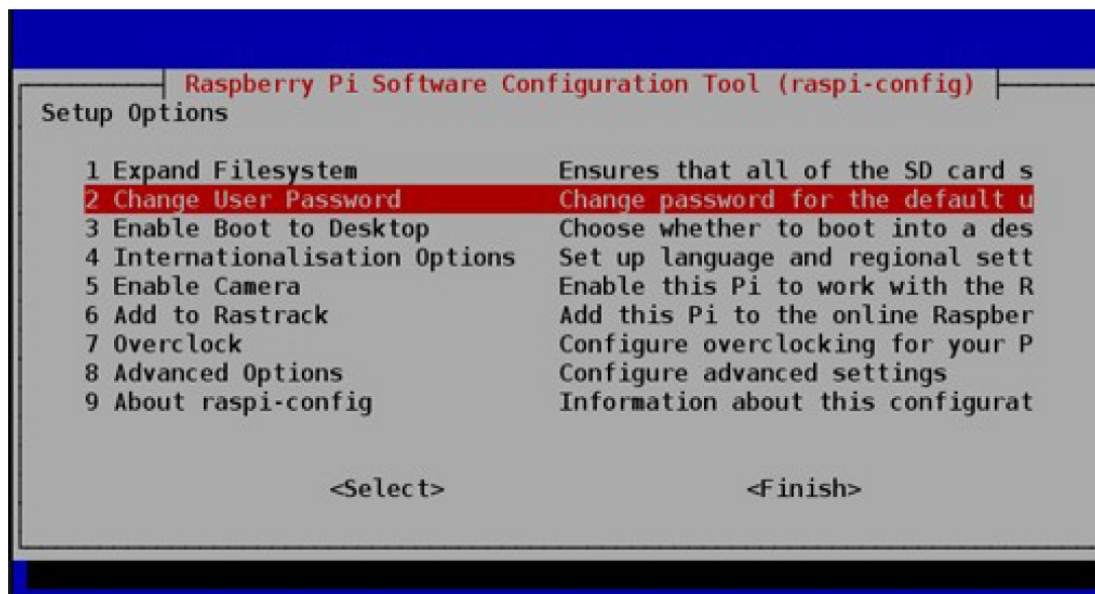 Raspberry Pi Software Configuration Tool (raspi-config)
Setup Options
1 Expand Filesystem Ensures that all of the SD card s
2 Change User Password Change password for the default u
3 Enable Boot to Desktop Choose whether to boot into a des
4 Internationalisation Options Set up language and regional sett
5 Enable Camera Enable this Pi to work with the R
6 Add to Rastrack Add this Pi to the online Raspber
7 Overclock Configure overclocking for your P
8 Advanced Options Configure advanced settings
9 About raspi-config Information about this configurat
<Select> <Finish>